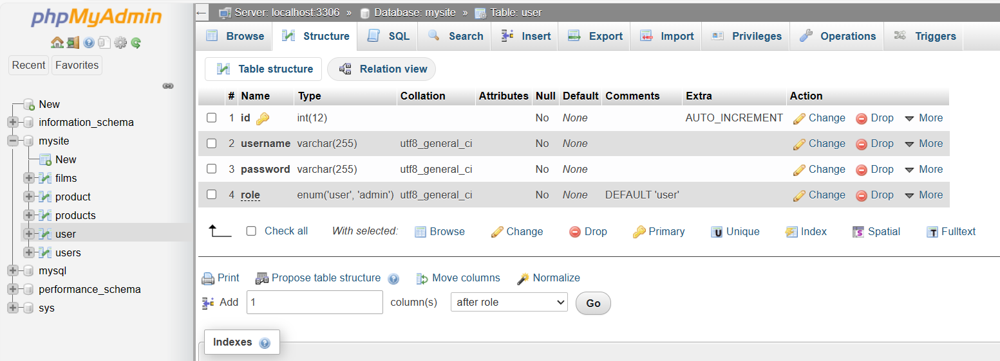 phpMyAdmin
Recent Favorites
New
information_schema
mysite
New
films
product
products
user
users
mysql
performance_schema
sys
Server: localhost:3306 » Database: mysite » Table: user
Browse Structure SQL Search Insert Export Import Privileges Operations Triggers
Table structure Relation view
# Name Type Collation Attributes Null Default Comments Extra Action
1 id int(12) No None AUTO_INCREMENT Change Drop More
2 username varchar(255) utf8_general_ci No None Change Drop More
3 password varchar(255) utf8_general_ci No None Change Drop More
4 role enum('user', 'admin') utf8_general_ci No None DEFAULT 'user' Change Drop More
Check all With selected: Browse Change Drop Primary Unique Index Spatial Fulltext
Print Propose table structure Move columns Normalize
Add 1 column(s) after role Go
Indexes